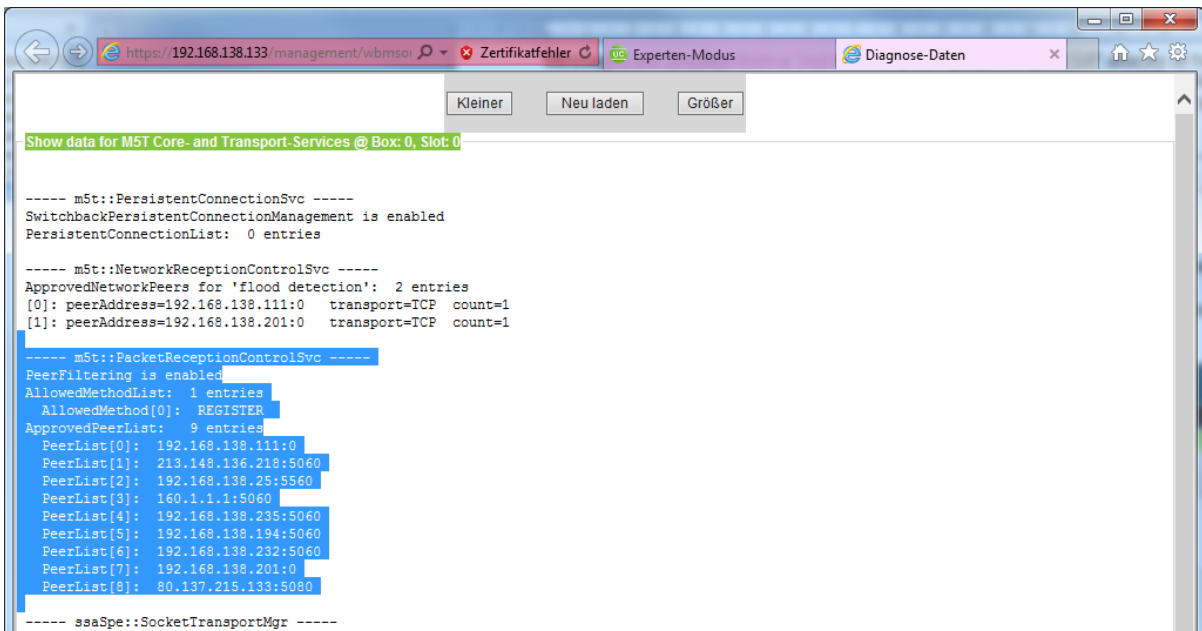 https://192.168.138.133/management/wbmsoi
Zertifikatfehler
Experten-Modus
Diagnose-Daten
Kleiner
Neu laden
Größer
Show data for M5T Core- and Transport-Services @ Box: 0, Slot: 0
----- m5t::PersistentConnectionSvc -----
SwitchbackPersistentConnectionManagement is enabled
PersistentConnectionList:  0 entries
----- m5t::NetworkReceptionControlSvc -----
ApprovedNetworkPeers for 'flood detection':  2 entries
[0]: peerAddress=192.168.138.111:0   transport=TCP  count=1
[1]: peerAddress=192.168.138.201:0   transport=TCP  count=1
----- m5t::PacketReceptionControlSvc -----
PeerFiltering is enabled
AllowedMethodList:  1 entries
  AllowedMethod[0]:  REGISTER
ApprovedPeerList:   9 entries
  PeerList[0]:  192.168.138.111:0
  PeerList[1]:  213.148.136.218:5060
  PeerList[2]:  192.168.138.25:5560
  PeerList[3]:  160.1.1.1:5060
  PeerList[4]:  192.168.138.235:5060
  PeerList[5]:  192.168.138.194:5060
  PeerList[6]:  192.168.138.232:5060
  PeerList[7]:  192.168.138.201:0
  PeerList[8]:  80.137.215.133:5080
----- ssaSpe::SocketTransportMgr -----